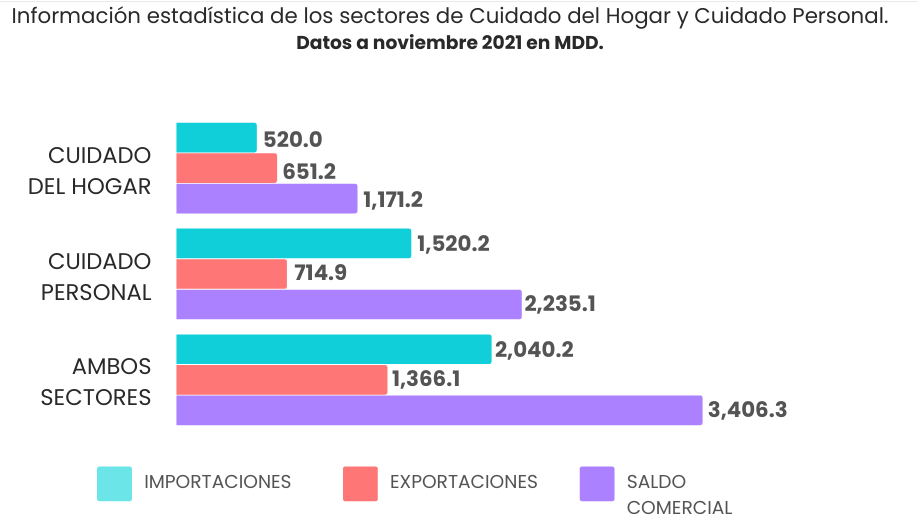 Información estadística de los sectores de Cuidado del Hogar y Cuidado Personal.
Datos a noviembre 2021 en MDD.
CUIDADO
DEL HOGAR
520.0
651.2
1,171.2
CUIDADO
PERSONAL
1,520.2
714.9
2,235.1
AMBOS
SECTORES
2,040.2
1,366.1
3,406.3
IMPORTACIONES
EXPORTACIONES
SALDO
COMERCIAL